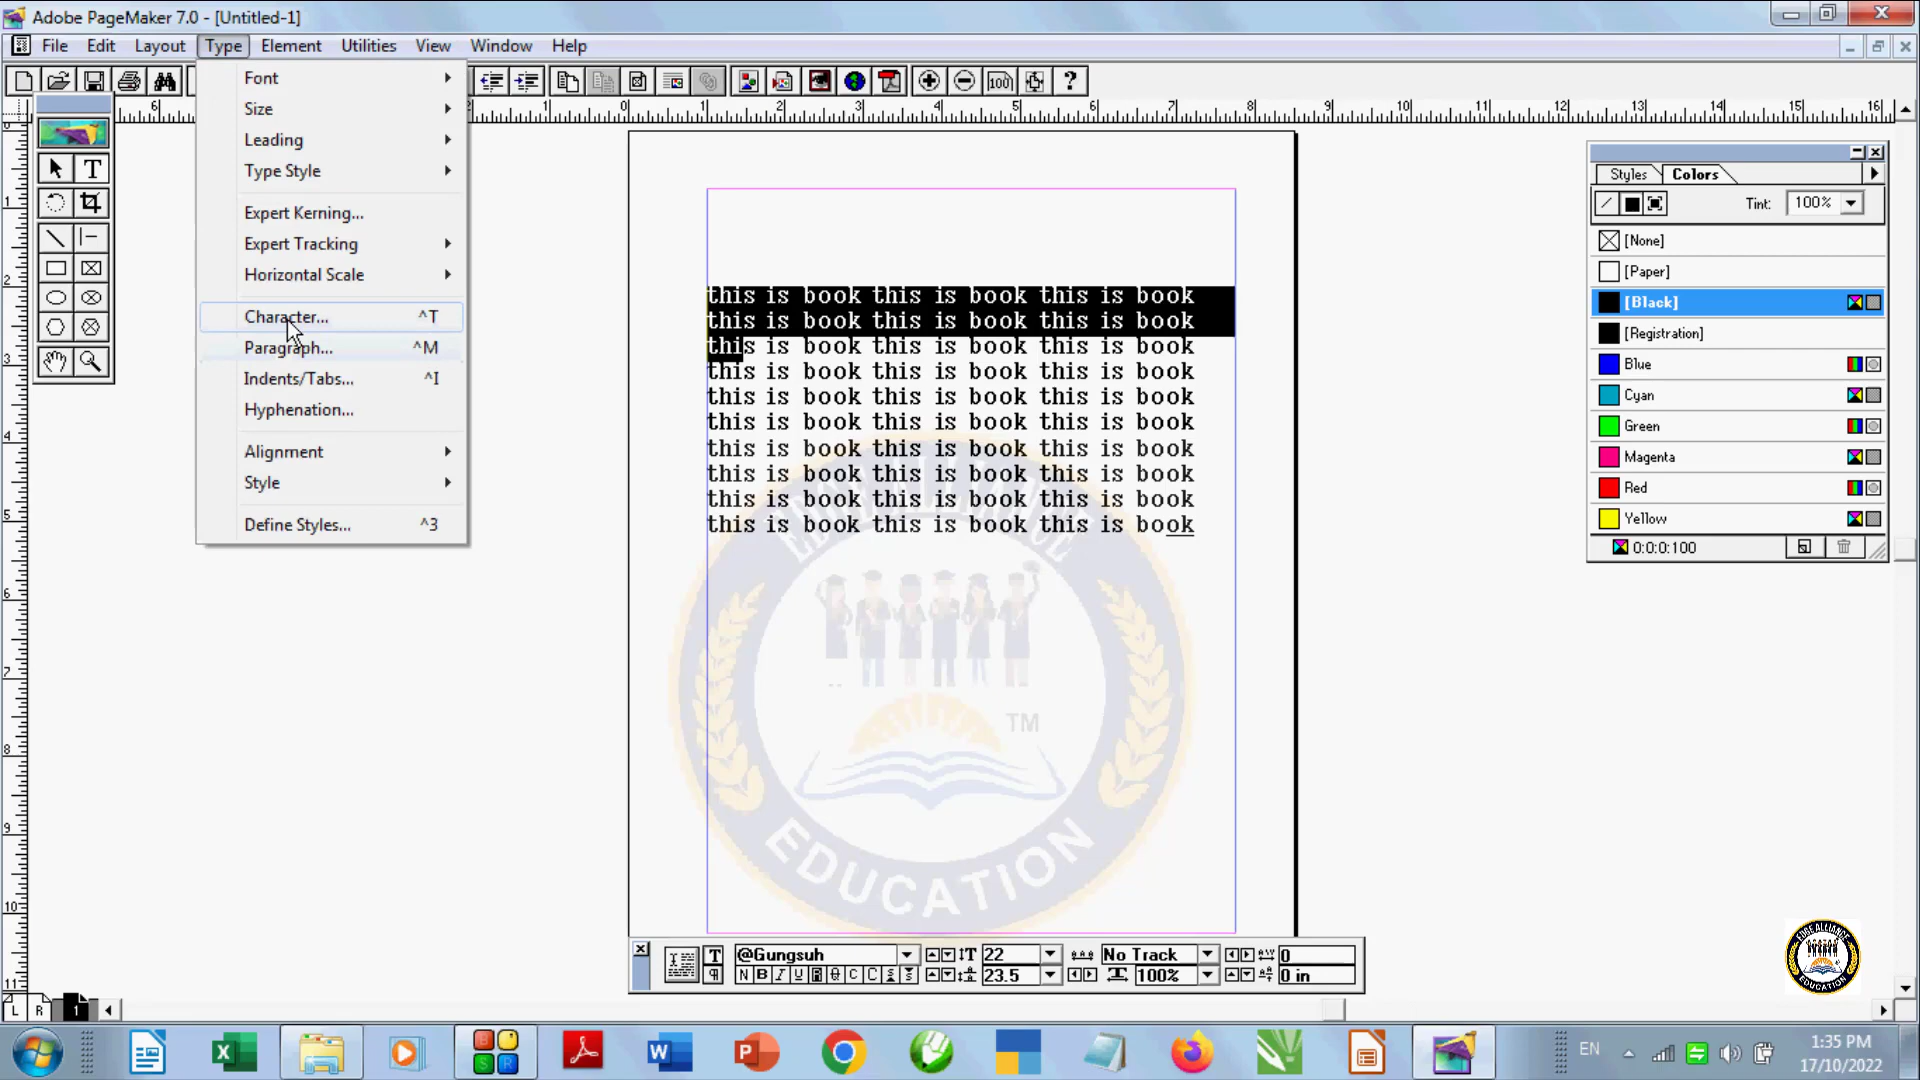 Adobe PageMaker 7.0 - [Untitled-1]
File Edit Layout Type Element Utilities View Window Help
Font
Size
Leading
Type Style
Expert Kerning...
Expert Tracking
Horizontal Scale
Character... ^T
Paragraph... ^M
Indents/Tabs... ^I
Hyphenation...
Alignment
Style
Define Styles... ^3
this is book this is book this is book
this is book this is book this is book
this is book this is book this is book
this is book this is book this is book
this is book this is book this is book
this is book this is book this is book
this is book this is book this is book
this is book this is book this is book
this is book this is book this is book
this is book this is book this is book
EDGE ALLIANCE
TM
EDUCATION
Styles Colors
Tint: 100%
[None]
[Paper]
[Black]
[Registration]
Blue
Cyan
Green
Magenta
Red
Yellow
0:0:0:100
@Gungsuh 22 No Track 0
23.5 100% 0 in
L R 1
EDGE ALLIANCE
EDUCATION
EN
1:35 PM
17/10/2022